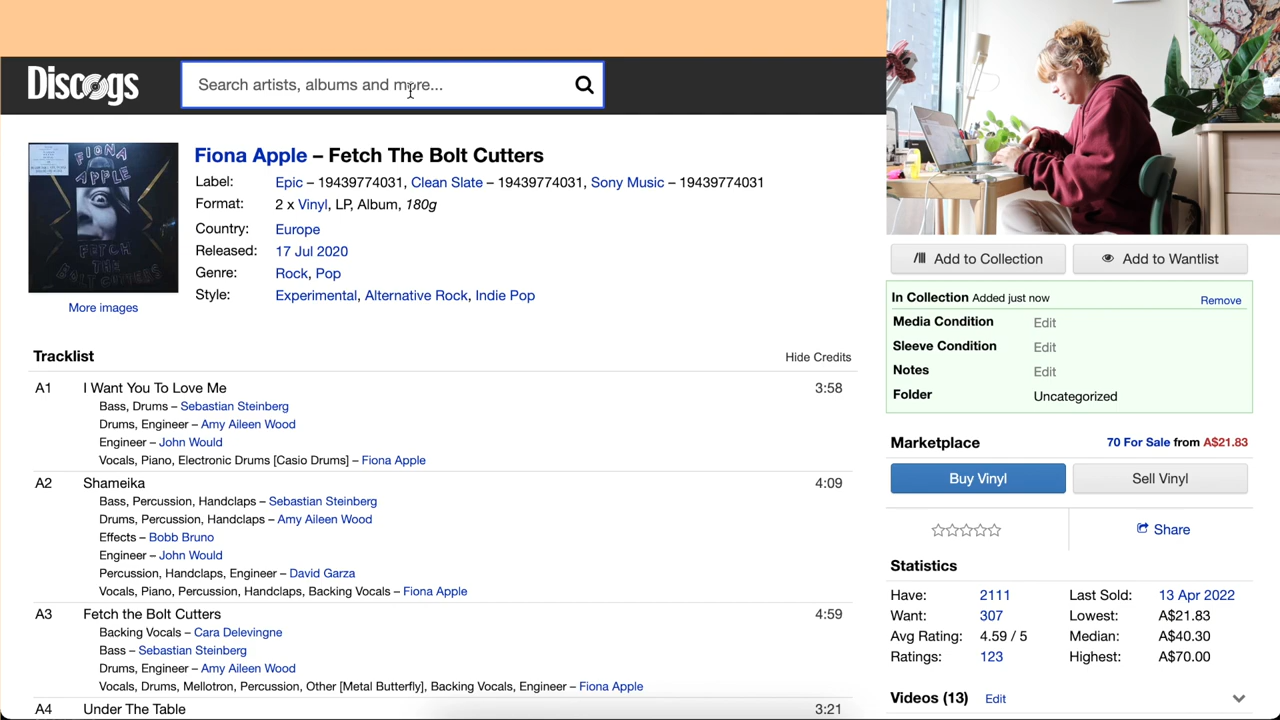 Discogs
Search artists, albums and more...
FIONA
APPLE
FETCH
THE
BOLT CUTTERS
More images
Fiona Apple – Fetch The Bolt Cutters
Label: Epic – 19439774031, Clean Slate – 19439774031, Sony Music – 19439774031
Format: 2 x Vinyl, LP, Album, 180g
Country: Europe
Released: 17 Jul 2020
Genre: Rock, Pop
Style: Experimental, Alternative Rock, Indie Pop
Tracklist Hide Credits
A1 I Want You To Love Me 3:58
Bass, Drums – Sebastian Steinberg
Drums, Engineer – Amy Aileen Wood
Engineer – John Would
Vocals, Piano, Electronic Drums [Casio Drums] – Fiona Apple
A2 Shameika 4:09
Bass, Percussion, Handclaps – Sebastian Steinberg
Drums, Percussion, Handclaps – Amy Aileen Wood
Effects – Bobb Bruno
Engineer – John Would
Percussion, Handclaps, Engineer – David Garza
Vocals, Piano, Percussion, Handclaps, Backing Vocals – Fiona Apple
A3 Fetch the Bolt Cutters 4:59
Backing Vocals – Cara Delevingne
Bass – Sebastian Steinberg
Drums, Engineer – Amy Aileen Wood
Vocals, Drums, Mellotron, Percussion, Other [Metal Butterfly], Backing Vocals, Engineer – Fiona Apple
A4 Under The Table 3:21
Add to Collection Add to Wantlist
In Collection Added just now Remove
Media Condition Edit
Sleeve Condition Edit
Notes Edit
Folder Uncategorized
Marketplace 70 For Sale from A$21.83
Buy Vinyl Sell Vinyl
Share
Statistics
Have: 2111 Last Sold: 13 Apr 2022
Want: 307 Lowest: A$21.83
Avg Rating: 4.59 / 5 Median: A$40.30
Ratings: 123 Highest: A$70.00
Videos (13) Edit